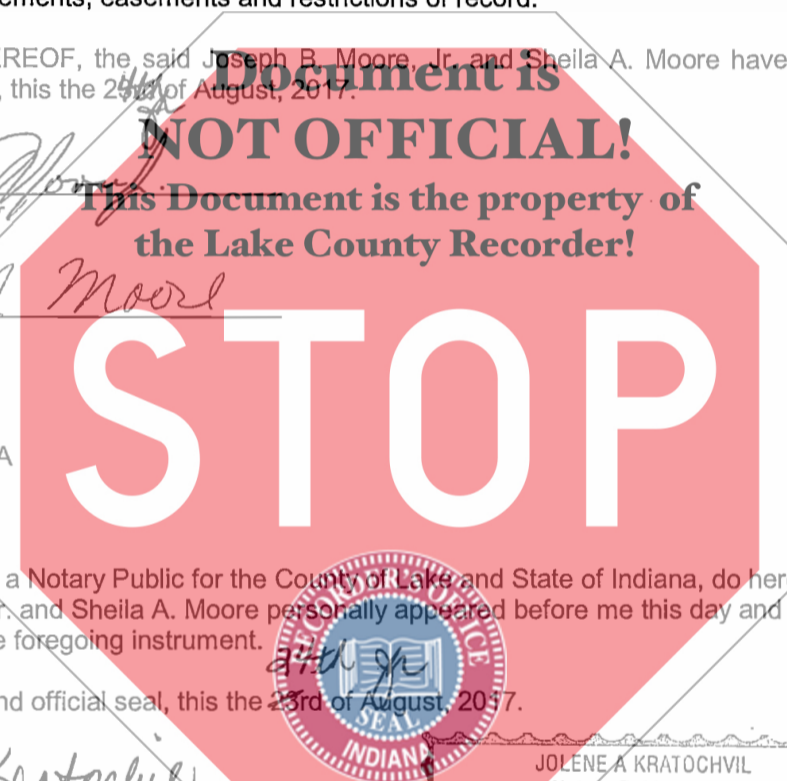 ements, easements and restrictions of record.
EREOF, the said Joseph B. Moore, Jr. and Sheila A. Moore have
, this the 24th of August, 2017.
Document is
NOT OFFICIAL!
This Document is the property of
the Lake County Recorder!
Moore
STOP
A
a Notary Public for the County of Lake and State of Indiana, do her
r. and Sheila A. Moore personally appeared before me this day and
e foregoing instrument.
24th
nd official seal, this the 23rd of August, 2017.
RECORDER'S OFFICE
SEAL
INDIANA
JOLENE A KRATOCHVIL
Kratochvil